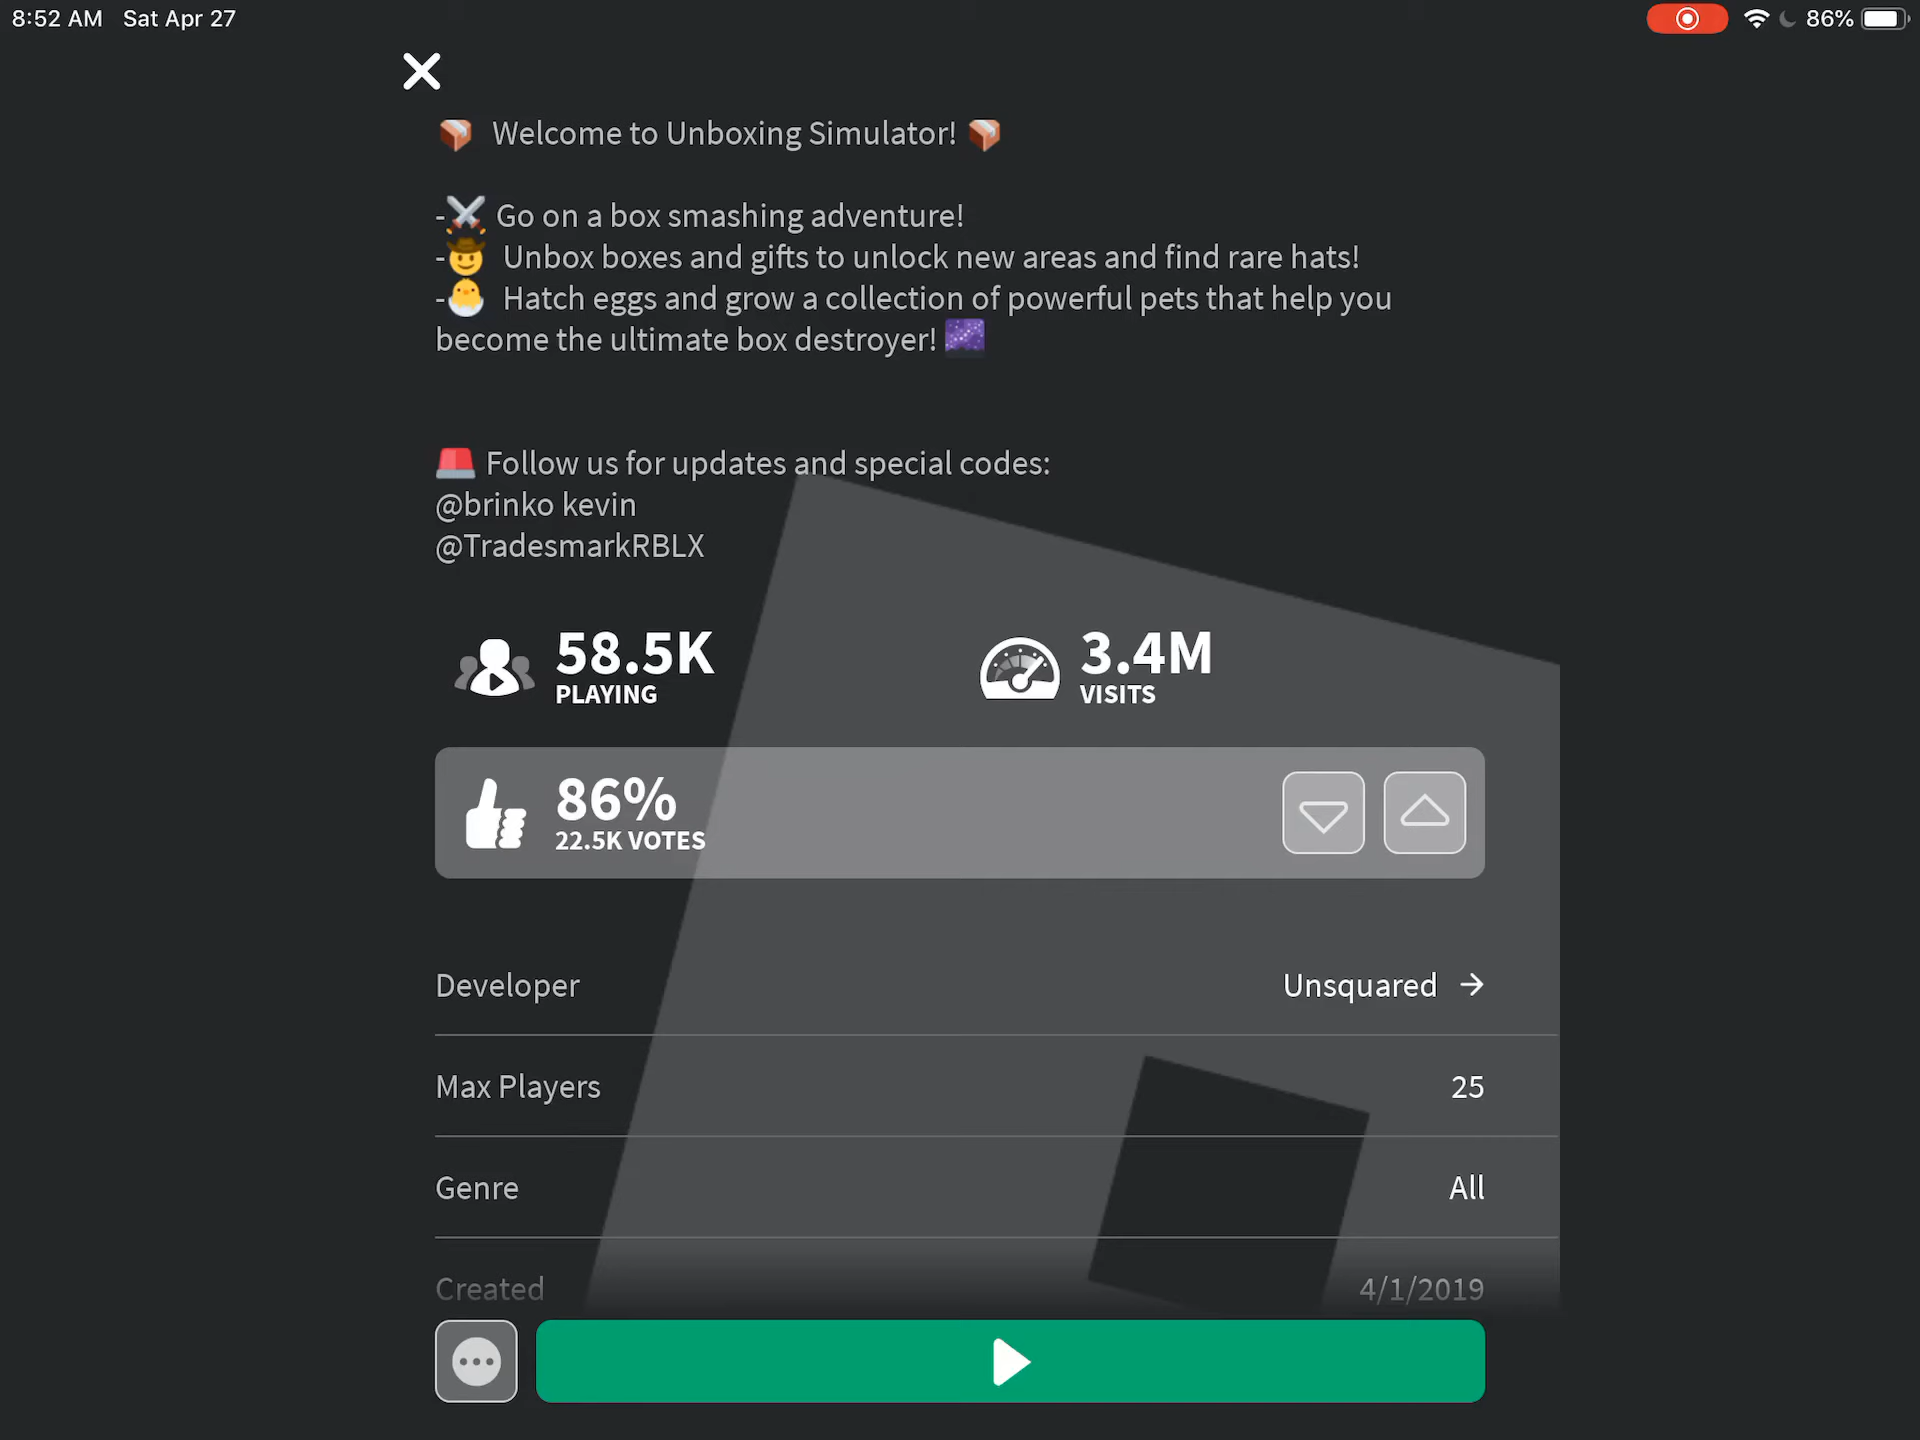 8:52 AM Sat Apr 27
86%
Welcome to Unboxing Simulator!
- Go on a box smashing adventure!
- Unbox boxes and gifts to unlock new areas and find rare hats!
- Hatch eggs and grow a collection of powerful pets that help you
become the ultimate box destroyer!
Follow us for updates and special codes:
@brinko kevin
@TradesmarkRBLX
58.5K
PLAYING
3.4M
VISITS
86%
22.5K VOTES
Developer
Unsquared
Max Players
25
Genre
All
Created
4/1/2019